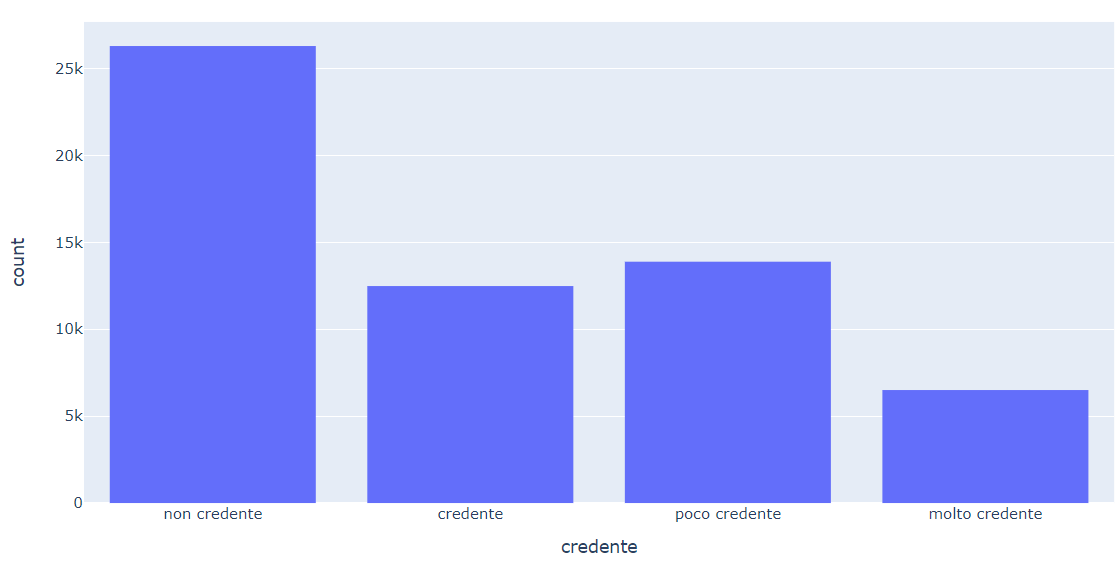 25k
20k
15k
10k
5k
0
count
non credente
credente
poco credente
molto credente
credente